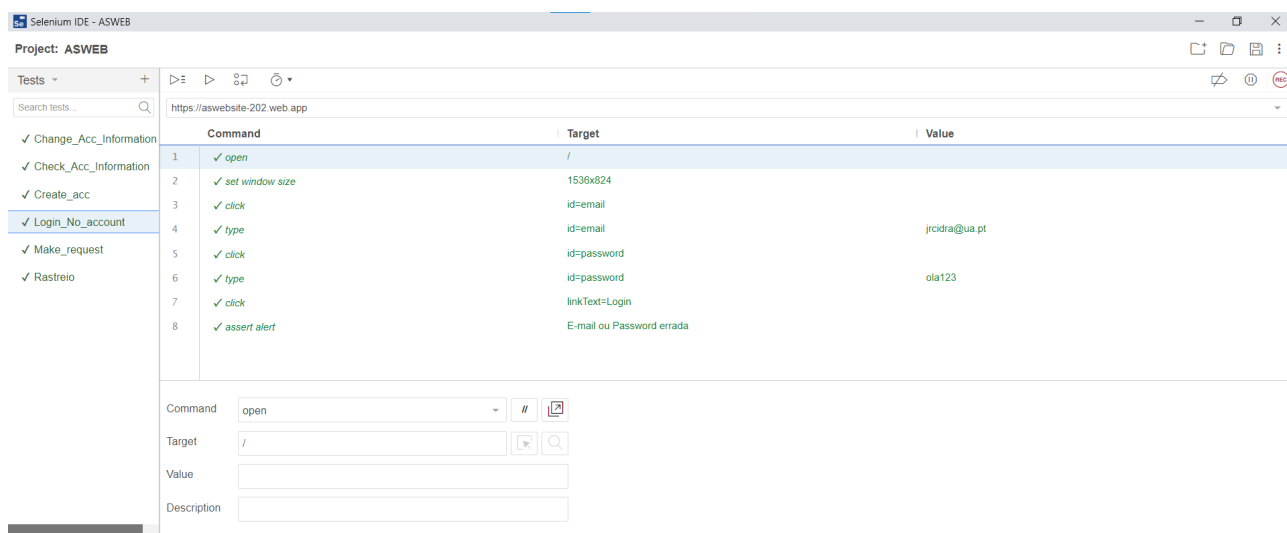 Se Selenium IDE - ASWEB
Project: ASWEB
Tests
Search tests...
✓ Change_Acc_Information
✓ Check_Acc_Information
✓ Create_acc
✓ Login_No_account
✓ Make_request
✓ Rastreio
REC
https://aswebsite-202.web.app
Command Target Value
1 ✓ open /
2 ✓ set window size 1536x824
3 ✓ click id=email
4 ✓ type id=email jrcidra@ua.pt
5 ✓ click id=password
6 ✓ type id=password ola123
7 ✓ click linkText=Login
8 ✓ assert alert E-mail ou Password errada
Command open //
Target /
Value
Description